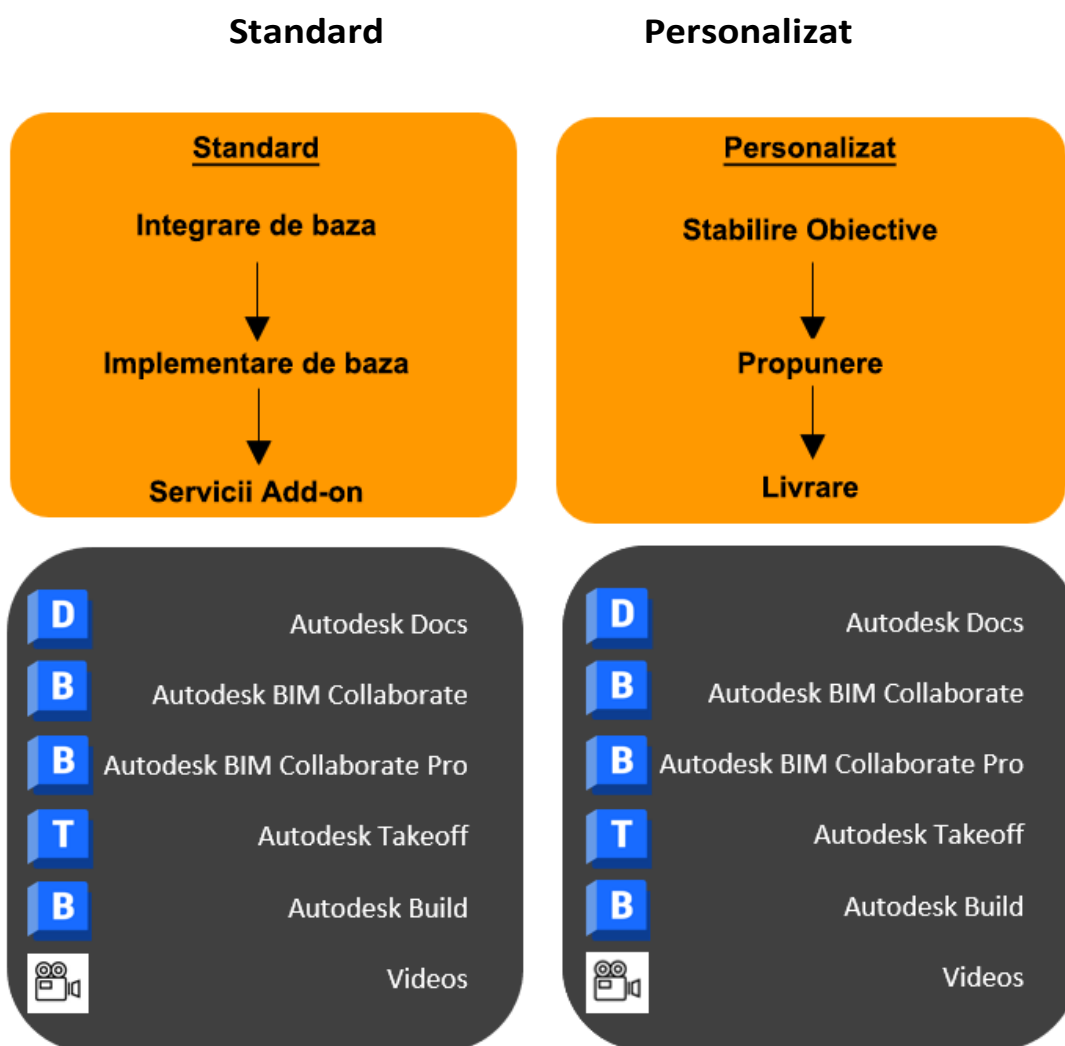 Standard
Personalizat
Standard
Integrare de baza
Implementare de baza
Servicii Add-on
Personalizat
Stabilire Obiective
Propunere
Livrare
D Autodesk Docs
B Autodesk BIM Collaborate
B Autodesk BIM Collaborate Pro
T Autodesk Takeoff
B Autodesk Build
Videos
D Autodesk Docs
B Autodesk BIM Collaborate
B Autodesk BIM Collaborate Pro
T Autodesk Takeoff
B Autodesk Build
Videos